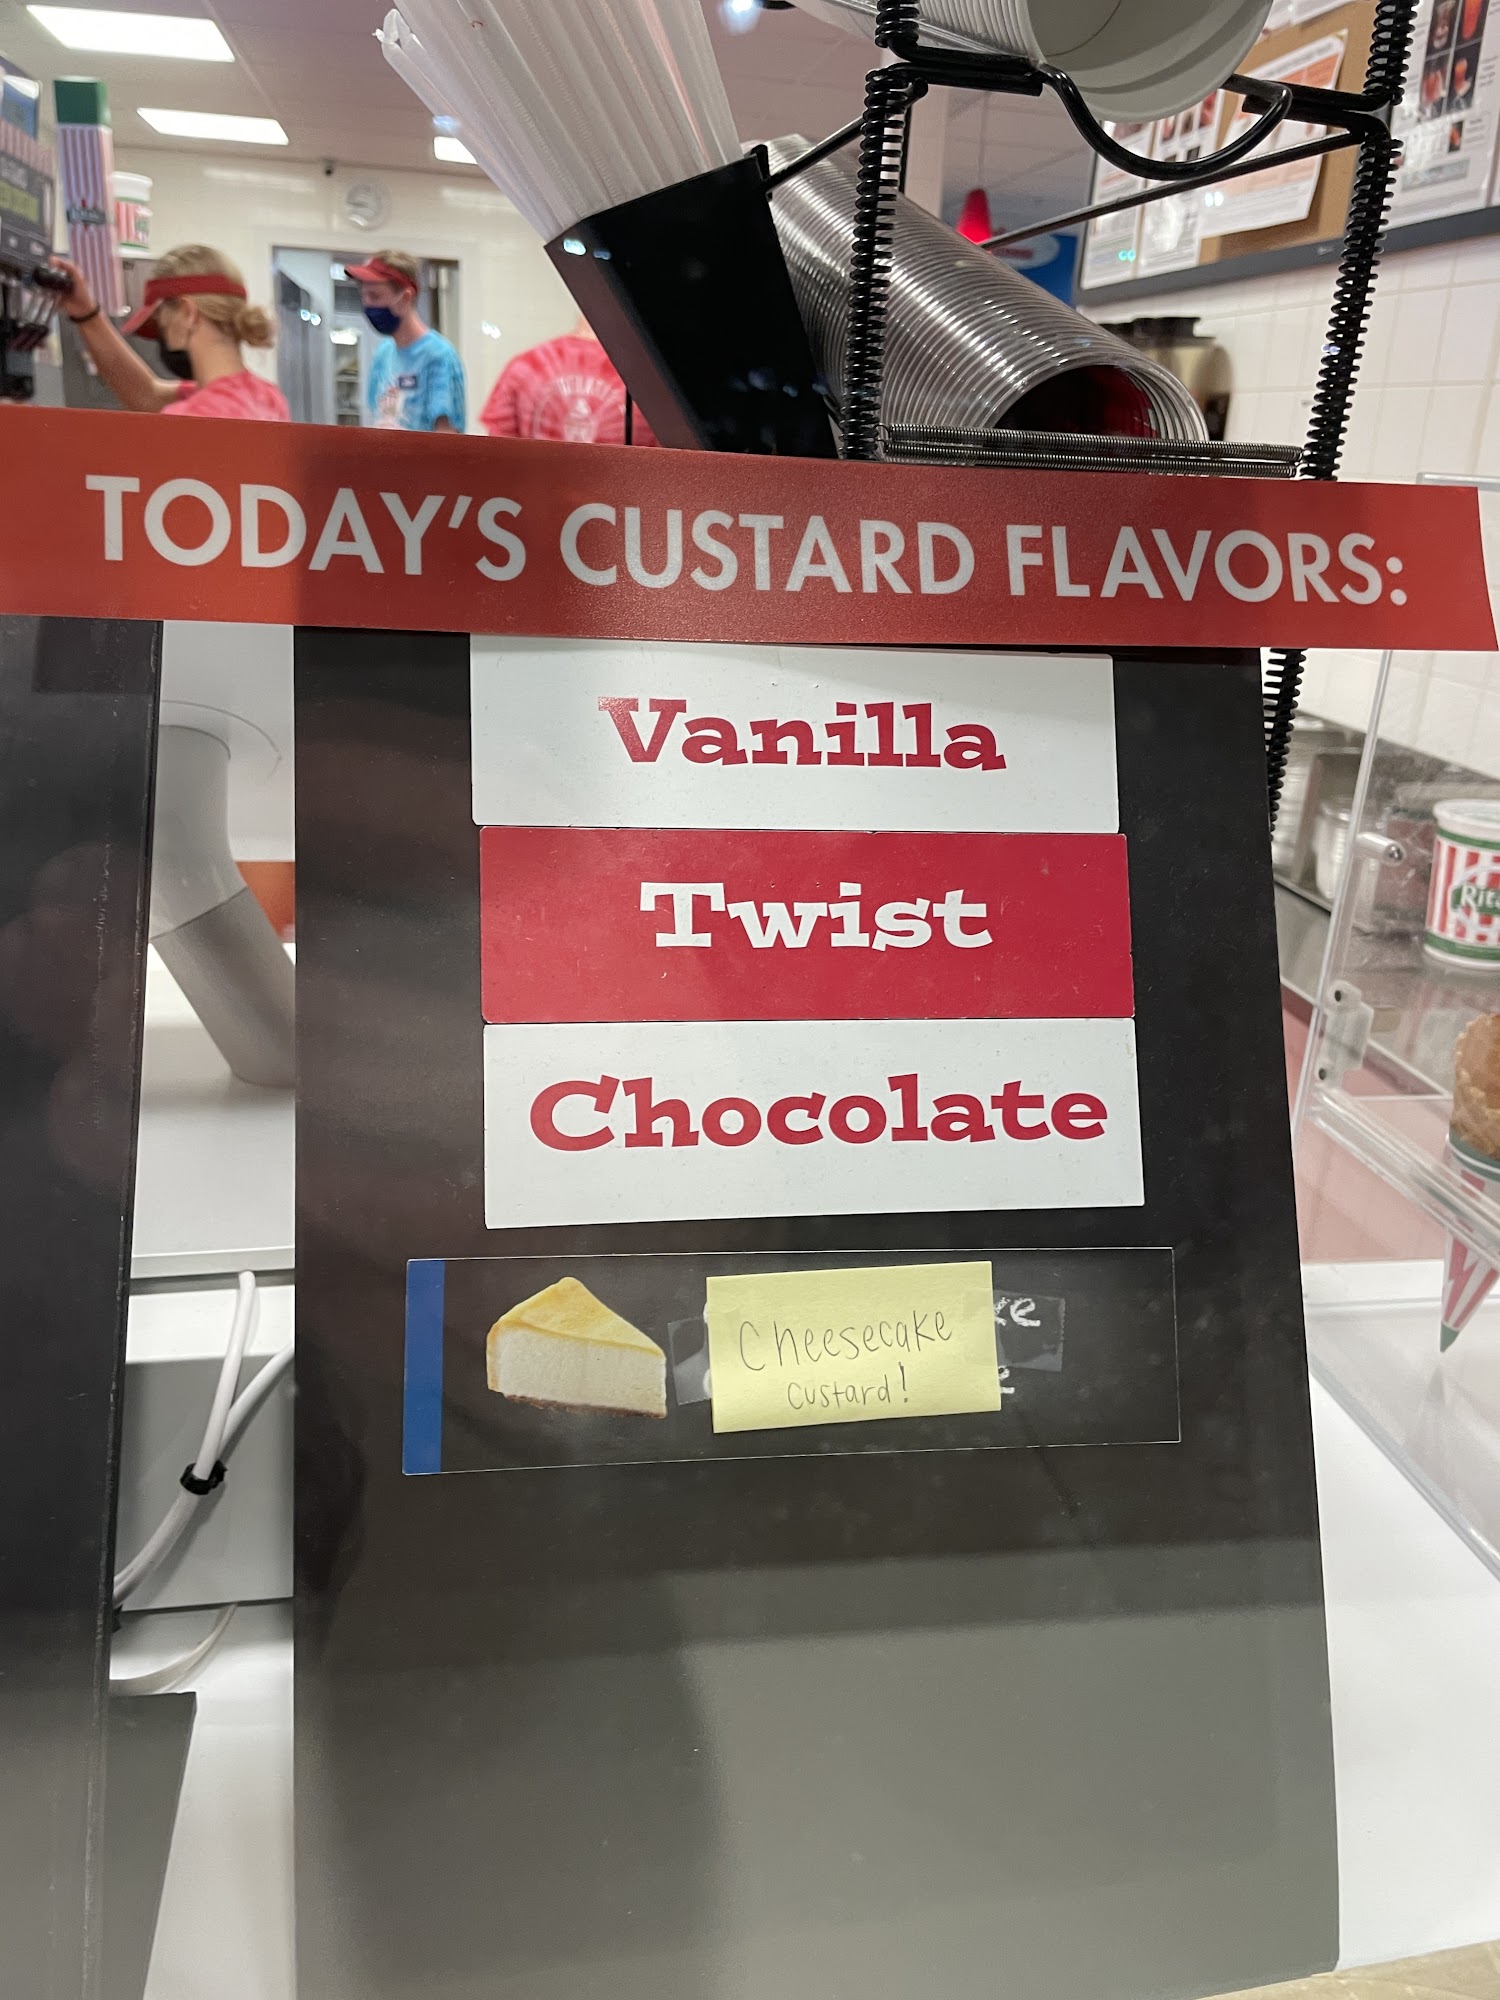 TODAY'S CUSTARD FLAVORS:
Vanilla
Twist
Chocolate
Cheesecake
custard!